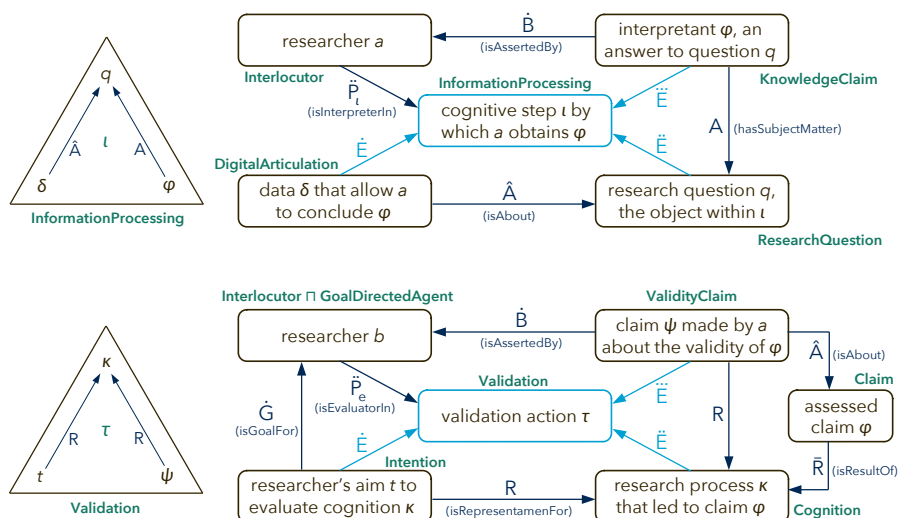 q
Â
ι
A
δ
φ
InformationProcessing
researcher a
Interlocutor
Ḃ
(isAssertedBy)
interpretant φ, an
answer to question q
KnowledgeClaim
P̈ι
(isInterpreterIn)
InformationProcessing
cognitive step ι by
which a obtains φ
E⃛
A
(hasSubjectMatter)
Ė
Ë
DigitalArticulation
data δ that allow a
to conclude φ
Â
(isAbout)
research question q,
the object within ι
ResearchQuestion
κ
R
τ
R
t
ψ
Validation
Interlocutor ⊓ GoalDirectedAgent
researcher b
Ḃ
(isAssertedBy)
ValidityClaim
claim ψ made by a
about the validity of φ
Â
(isAbout)
Claim
assessed
claim φ
R̄
(isResultOf)
Ġ
(isGoalFor)
P̈e
(isEvaluatorIn)
Validation
validation action τ
E⃛
R
Ė
Ë
Intention
researcher's aim t to
evaluate cognition κ
R
(isRepresentamenFor)
research process κ
that led to claim φ
Cognition